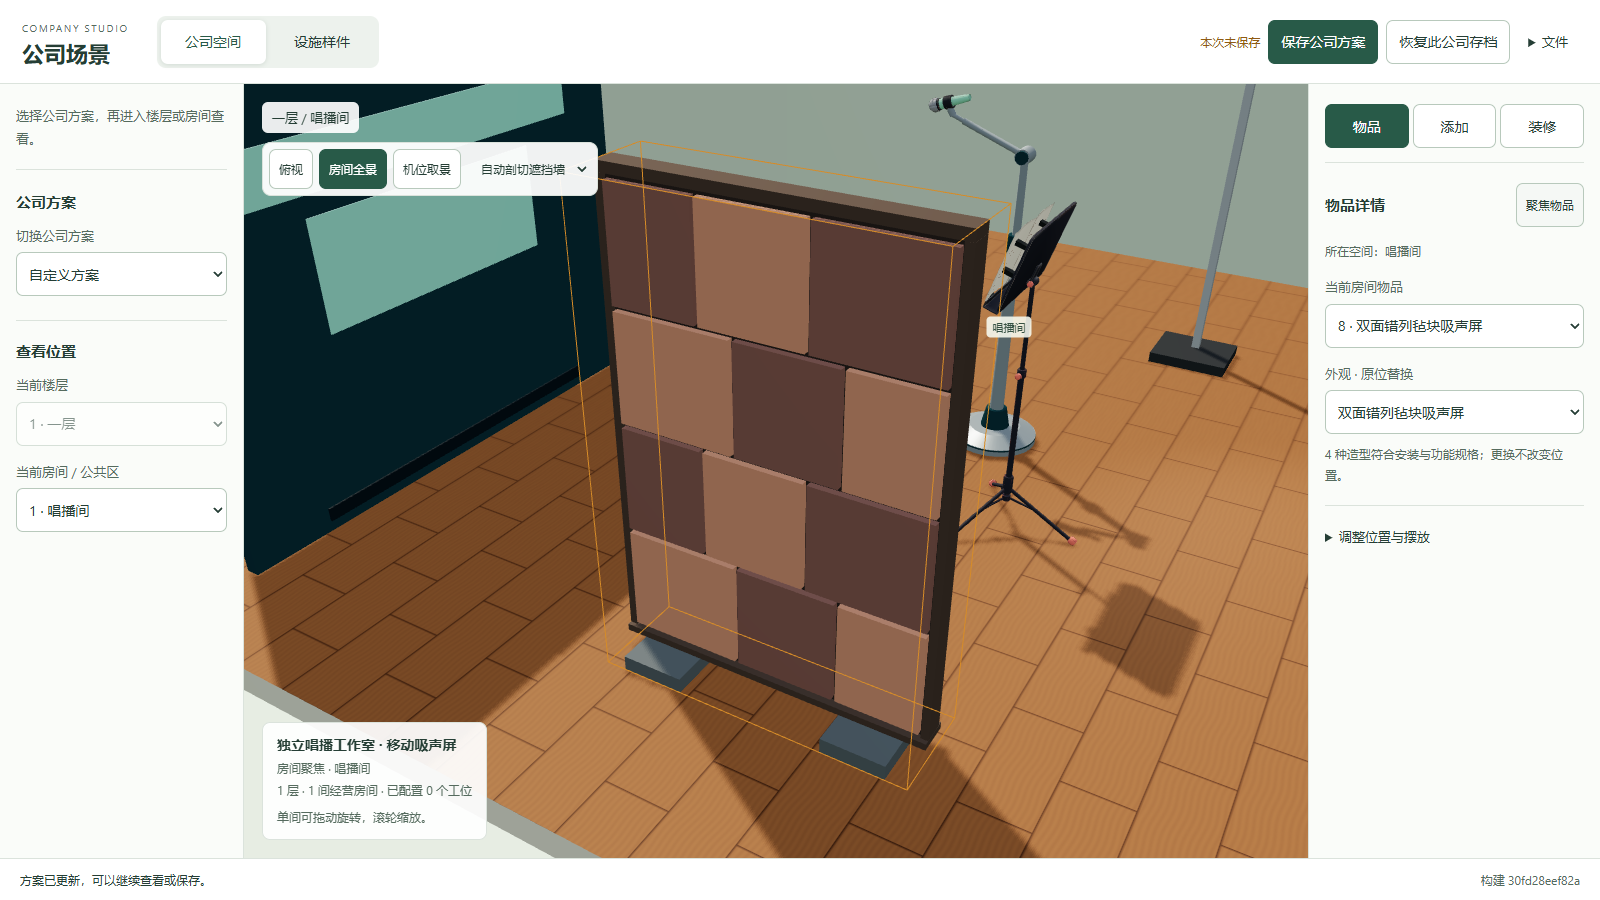 COMPANY STUDIO
公司场景
公司空间
设施样件
本次未保存
保存公司方案
恢复此公司存档
文件
选择公司方案，再进入楼层或房间查看。
公司方案
切换公司方案
自定义方案
查看位置
当前楼层
1 · 一层
当前房间 / 公共区
1 · 唱播间
一层 / 唱播间
俯视
房间全景
机位取景
自动剖切遮挡墙
唱播间
独立唱播工作室 · 移动吸声屏
房间聚焦 · 唱播间
1 层 · 1 间经营房间 · 已配置 0 个工位
单间可拖动旋转，滚轮缩放。
物品
添加
装修
物品详情
聚焦物品
所在空间：唱播间
当前房间物品
8 · 双面错列毡块吸声屏
外观 · 原位替换
双面错列毡块吸声屏
4 种造型符合安装与功能规格；更换不改变位置。
调整位置与摆放
方案已更新，可以继续查看或保存。
构建 30fd28eef82a